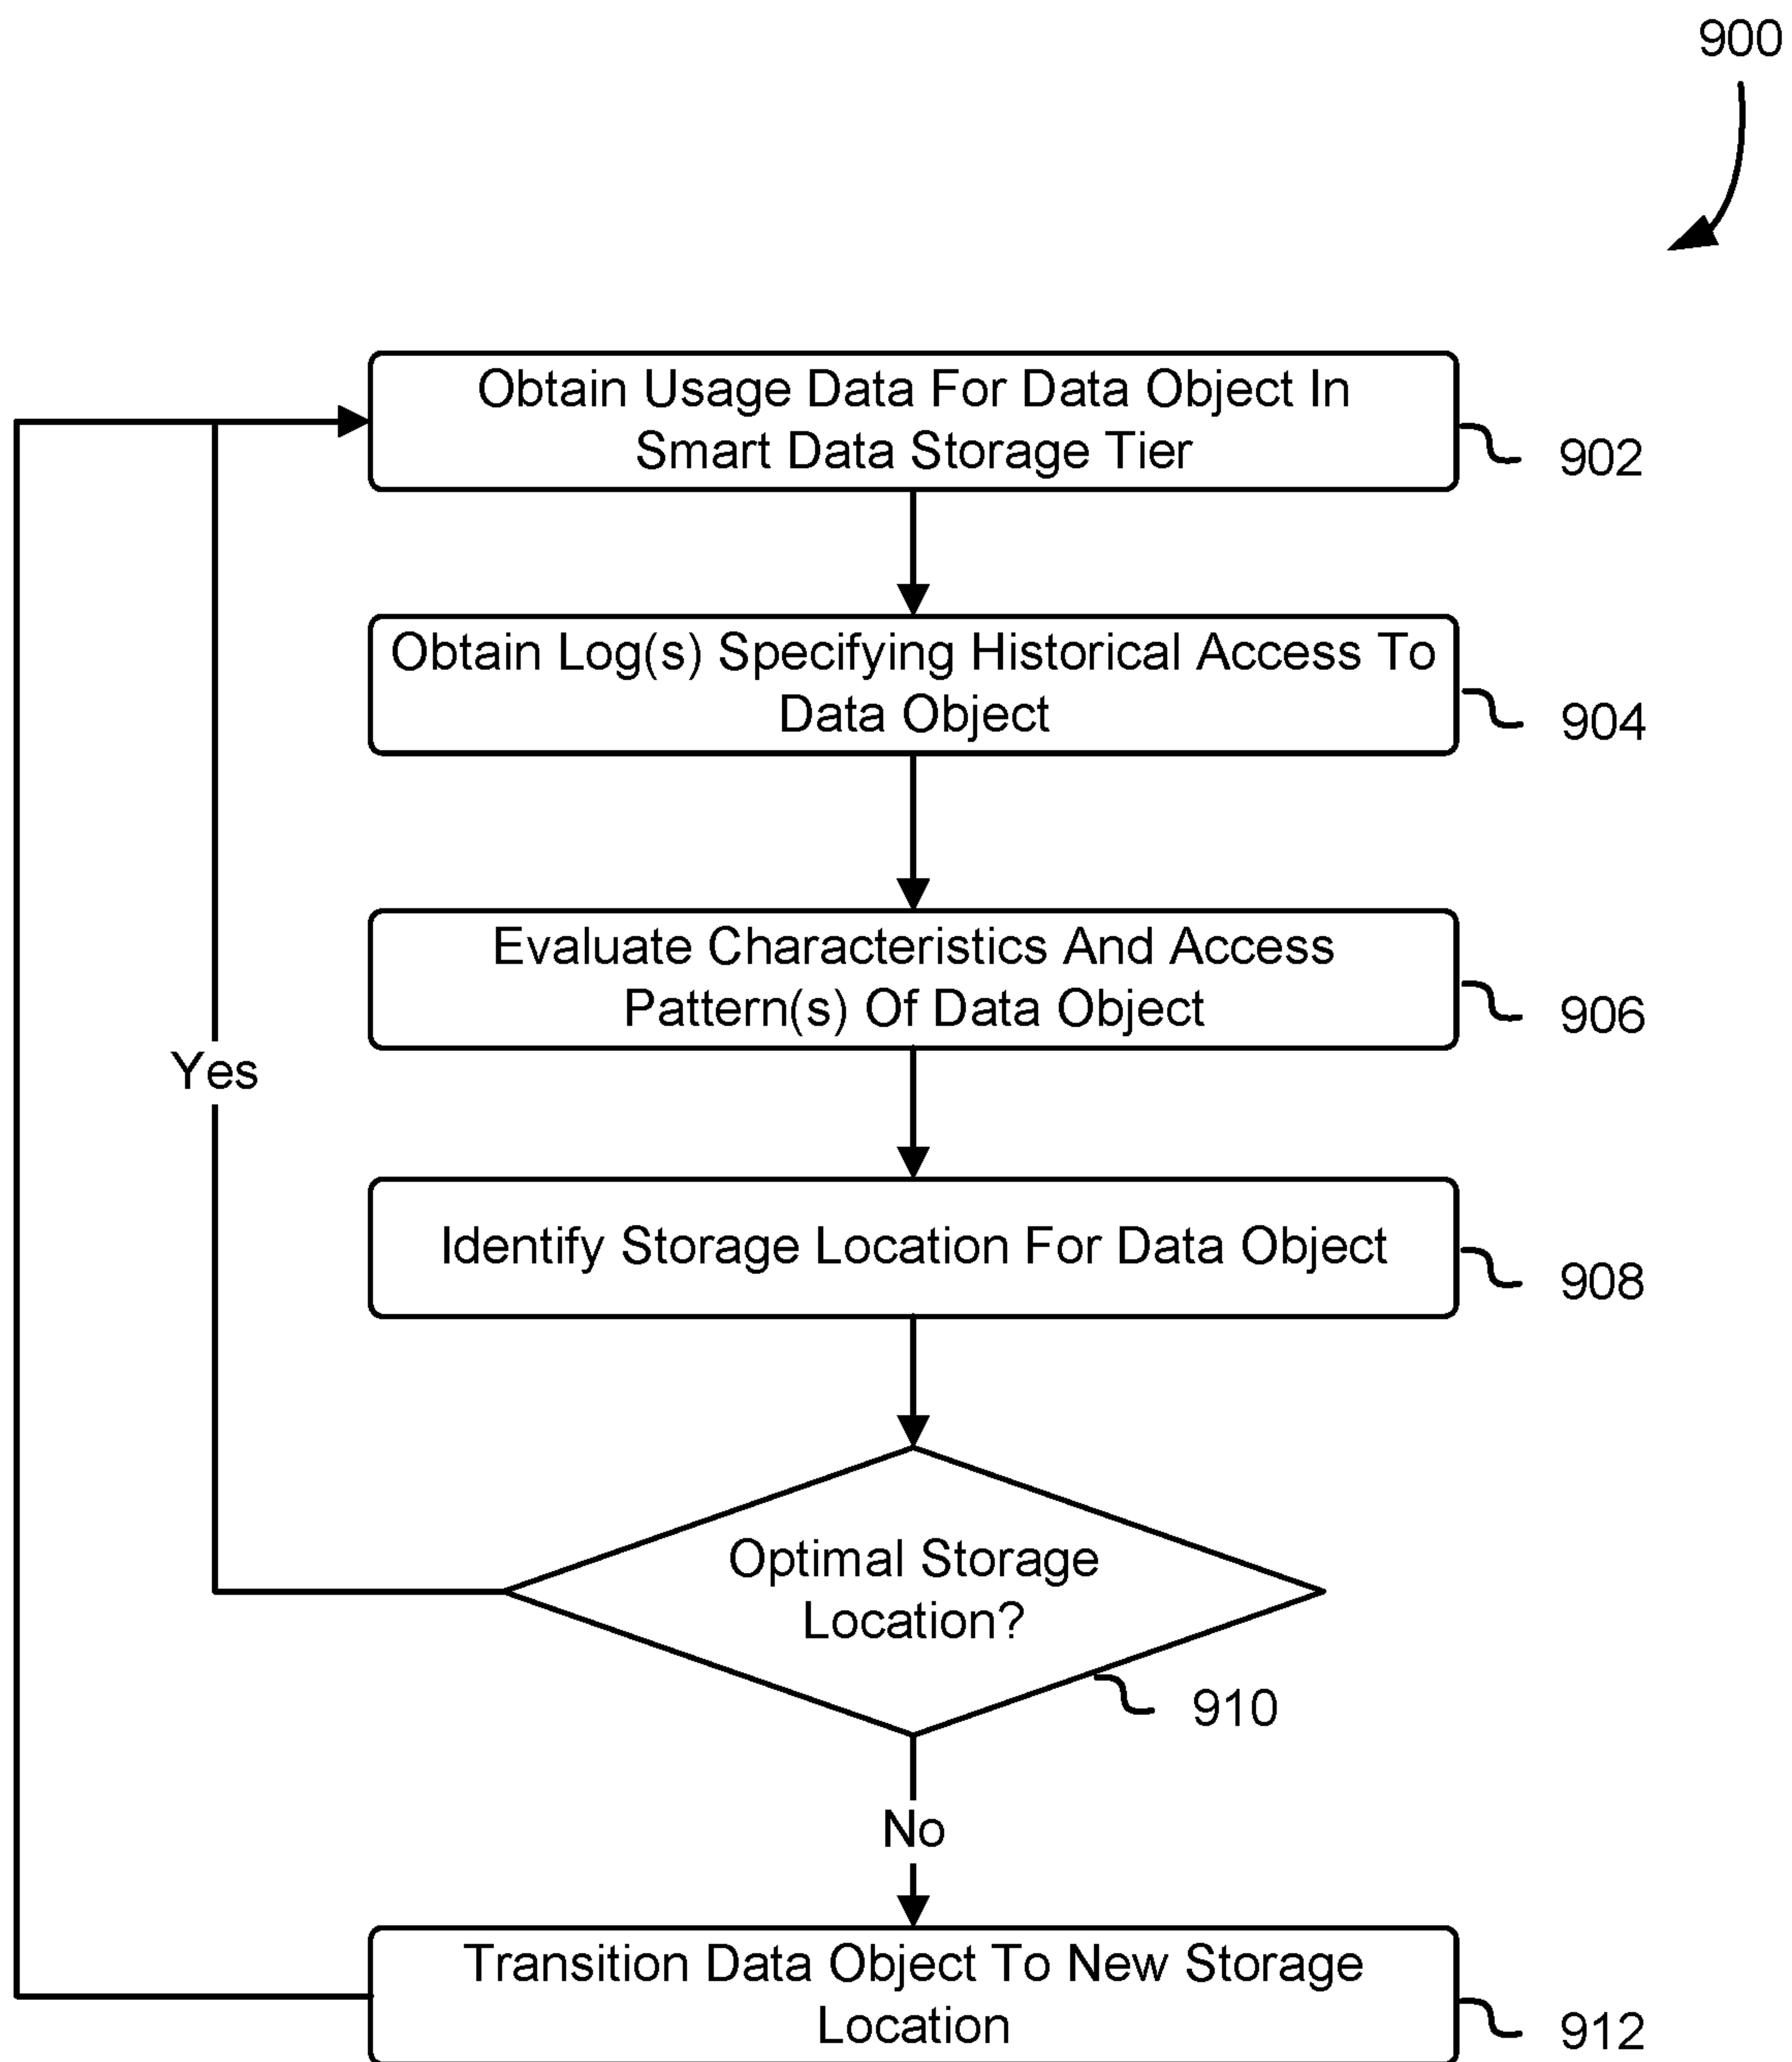 900
Obtain Usage Data For Data Object In
Smart Data Storage Tier
902
Obtain Log(s) Specifying Historical Access To
Data Object
904
Evaluate Characteristics And Access
Pattern(s) Of Data Object
906
Yes
Identify Storage Location For Data Object
908
Optimal Storage
Location?
910
No
Transition Data Object To New Storage
Location
912